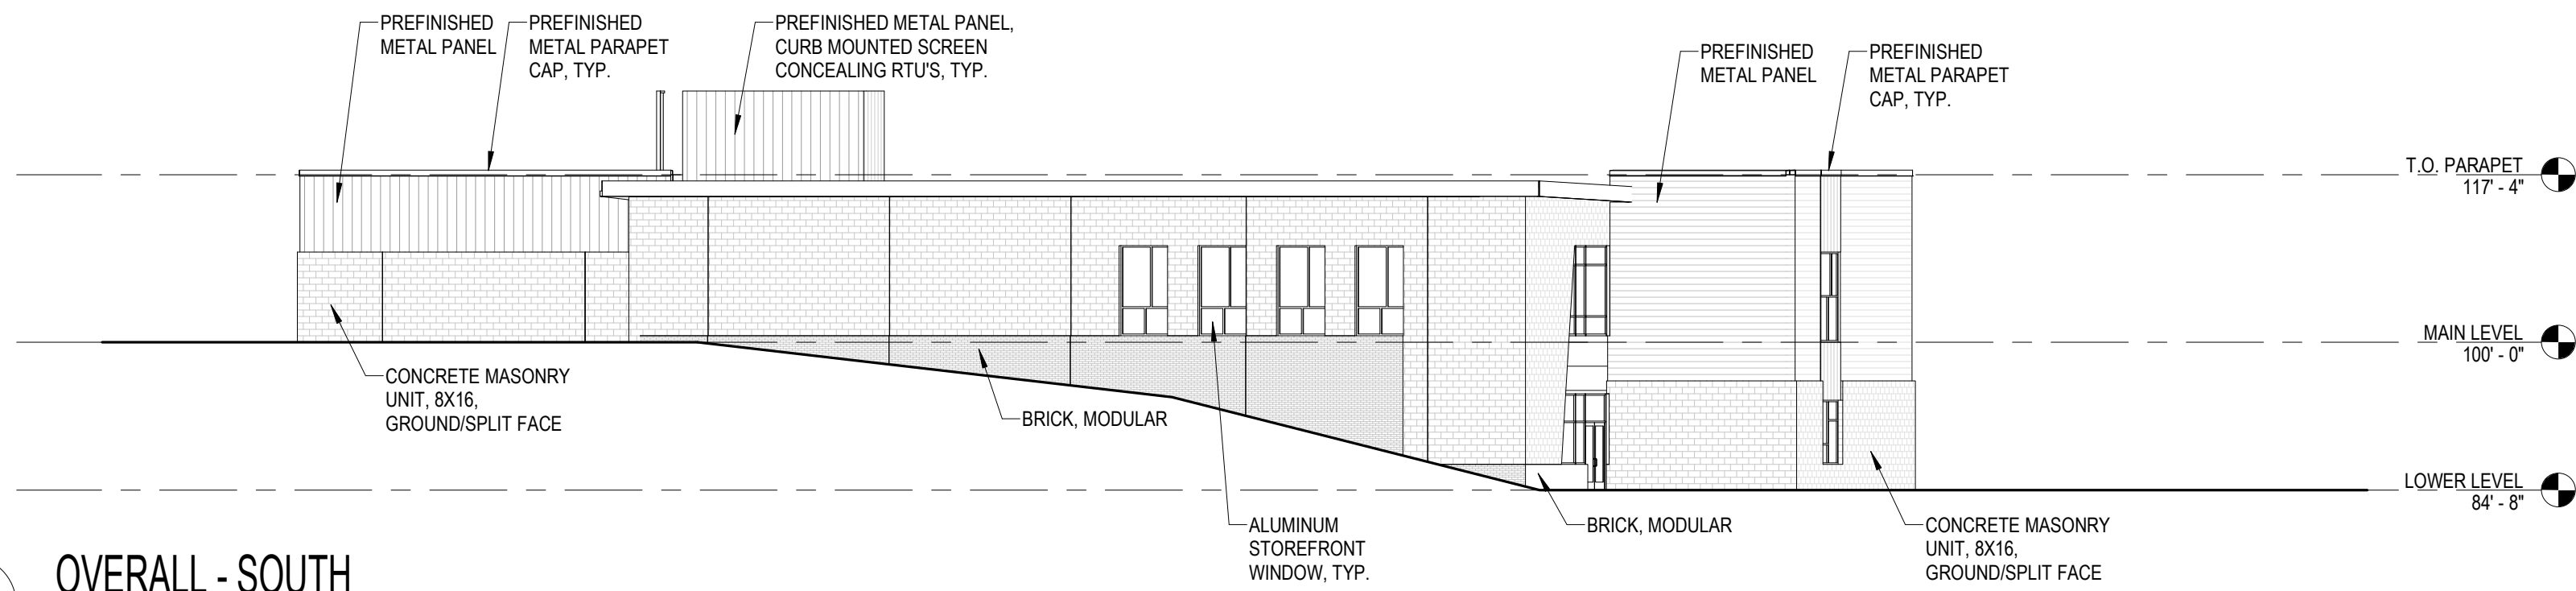 PREFINISHED
METAL PANEL
PREFINISHED
METAL PARAPET
CAP, TYP.
PREFINISHED METAL PANEL,
CURB MOUNTED SCREEN
CONCEALING RTU'S, TYP.
PREFINISHED
METAL PANEL
PREFINISHED
METAL PARAPET
CAP, TYP.
T.O. PARAPET
117' - 4"
MAIN LEVEL
100' - 0"
CONCRETE MASONRY
UNIT, 8X16,
GROUND/SPLIT FACE
BRICK, MODULAR
LOWER LEVEL
84' - 8"
ALUMINUM
STOREFRONT
WINDOW, TYP.
BRICK, MODULAR
CONCRETE MASONRY
UNIT, 8X16,
GROUND/SPLIT FACE
OVERALL - SOUTH